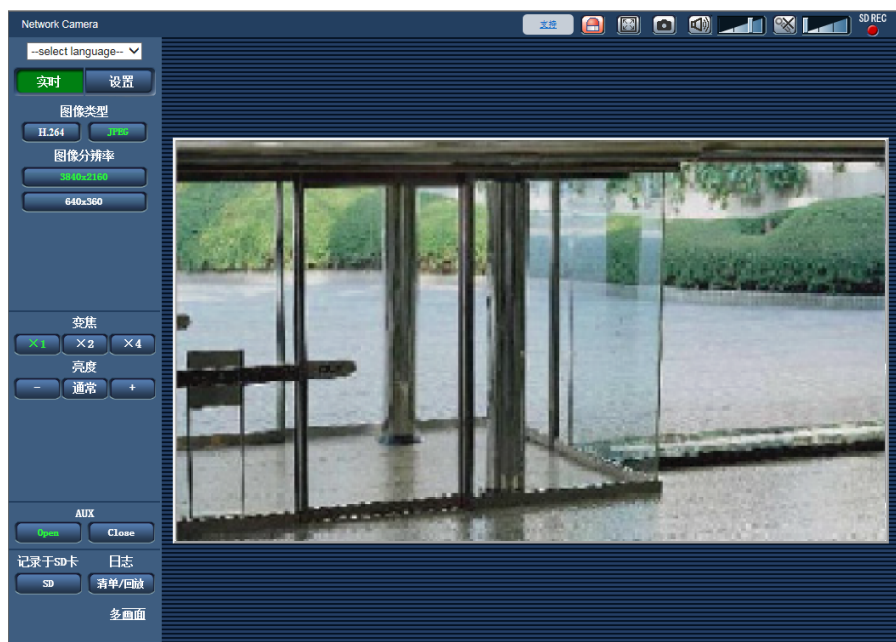 Network Camera
支援
SD REC
--select language--
实时 设置
图像类型
H.264 JPEG
图像分辨率
3840x2160
640x360
变焦
×1 ×2 ×4
亮度
- 通常 +
AUX
Open Close
记录于SD卡 日志
SD 清单/回放
多画面